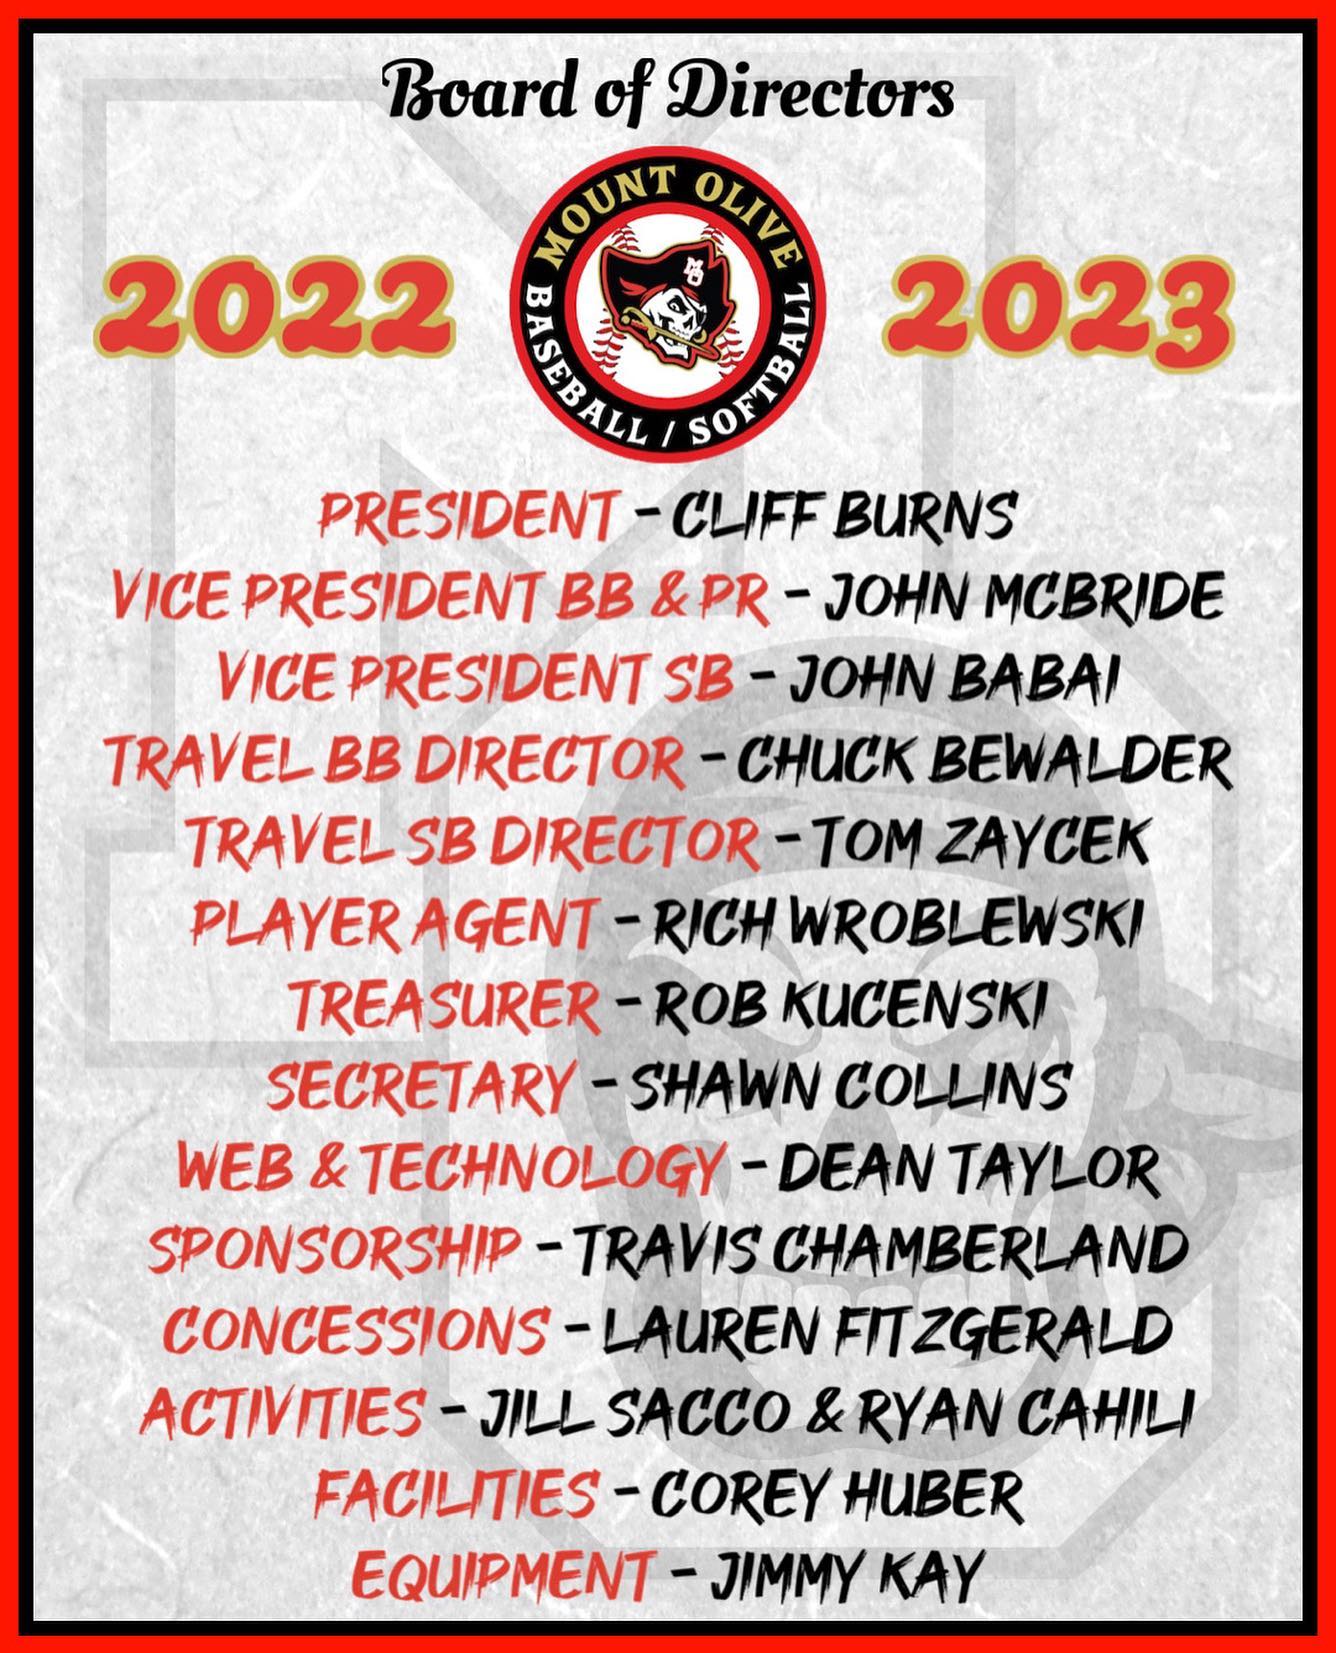 Board of Directors
MOUNT OLIVE
BASEBALL / SOFTBALL
MO
2022
2023
PRESIDENT - CLIFF BURNS
VICE PRESIDENT BB & PR - JOHN MCBRIDE
VICE PRESIDENT SB - JOHN BABAI
TRAVEL BB DIRECTOR - CHUCK BEWALDER
TRAVEL SB DIRECTOR - TOM ZAYCEK
PLAYER AGENT - RICH WROBLEWSKI
TREASURER - ROB KUCENSKI
SECRETARY - SHAWN COLLINS
WEB & TECHNOLOGY - DEAN TAYLOR
SPONSORSHIP - TRAVIS CHAMBERLAND
CONCESSIONS - LAUREN FITZGERALD
ACTIVITIES - JILL SACCO & RYAN CAHILI
FACILITIES - COREY HUBER
EQUIPMENT - JIMMY KAY